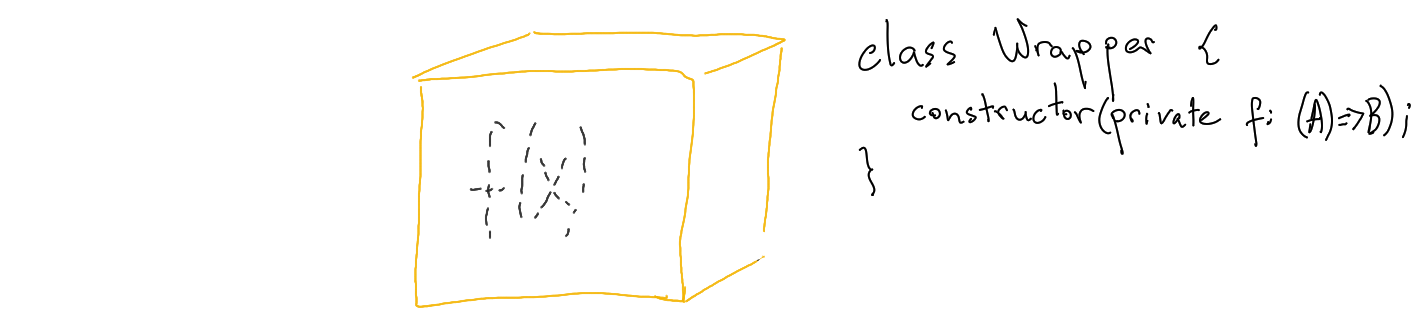 f(x)
class Wrapper {
constructor(private f: (A)=>B);
}